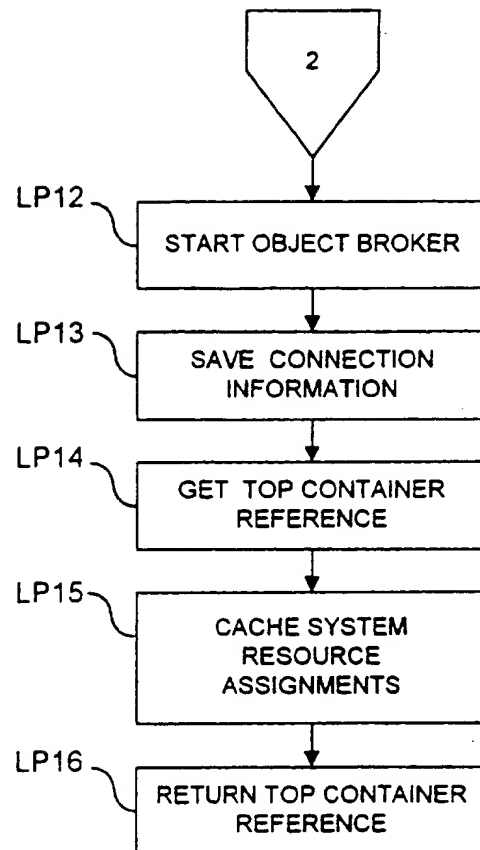 2
LP12
START OBJECT BROKER
LP13
SAVE CONNECTION
INFORMATION
LP14
GET TOP CONTAINER
REFERENCE
LP15
CACHE SYSTEM
RESOURCE
ASSIGNMENTS
LP16
RETURN TOP CONTAINER
REFERENCE